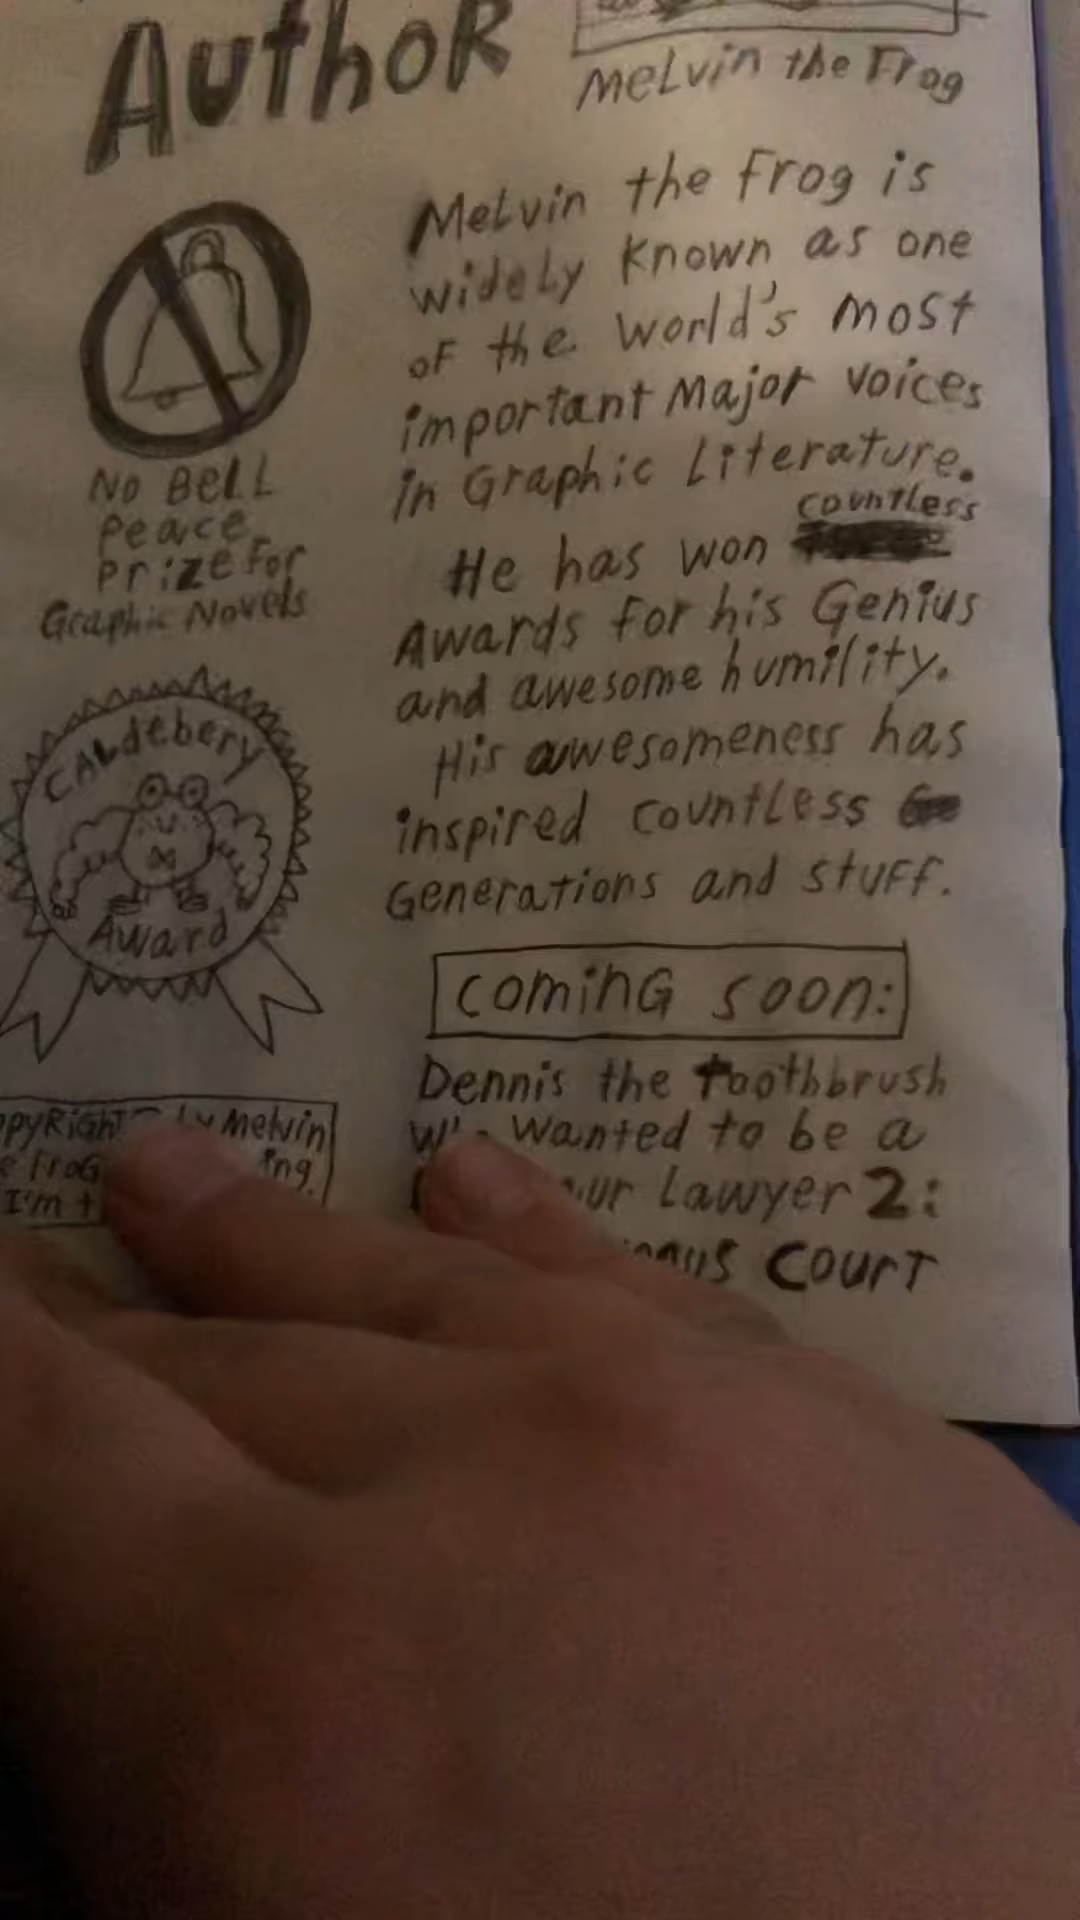 Author
Melvin the Frog
Melvin the Frog is
widely known as one
of the world's most
important Major voices
in Graphic Literature.
He has won countless
Awards for his Genius
and awesome humility.
His awesomeness has
inspired countless
Generations and stuff.
No Bell
Peace
Prize For
Graphic Novels
Caldebery
Award
by Melvin
FroG
I'm
coming soon:
Dennis the toothbrush
wanted to be a
Lawyer 2:
Court